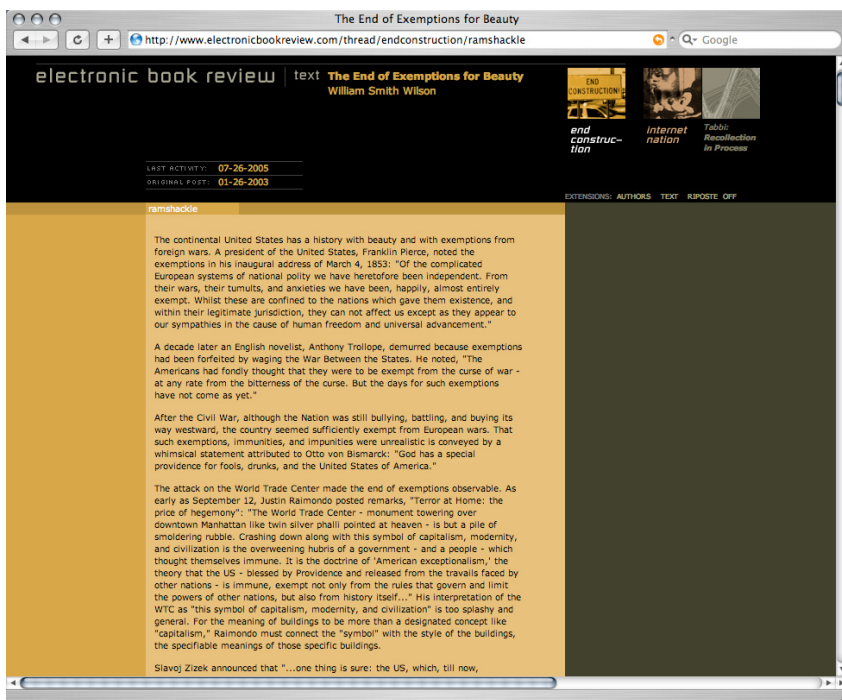 The End of Exemptions for Beauty
http://www.electronicbookreview.com/thread/endconstruction/ramshackle
Google
electronic book review
text
The End of Exemptions for Beauty
William Smith Wilson
END
CONSTRUCTION
end
construc–
tion
internet
nation
Tabbi:
Recollection
in Process
LAST ACTIVITY: 07-26-2005
ORIGINAL POST: 01-26-2003
EXTENSIONS: AUTHORS TEXT RIPOSTE OFF
ramshackle
The continental United States has a history with beauty and with exemptions from
foreign wars. A president of the United States, Franklin Pierce, noted the
exemptions in his inaugural address of March 4, 1853: "Of the complicated
European systems of national polity we have heretofore been independent. From
their wars, their tumults, and anxieties we have been, happily, almost entirely
exempt. Whilst these are confined to the nations which gave them existence, and
within their legitimate jurisdiction, they can not affect us except as they appear to
our sympathies in the cause of human freedom and universal advancement."
A decade later an English novelist, Anthony Trollope, demurred because exemptions
had been forfeited by waging the War Between the States. He noted, "The
Americans had fondly thought that they were to be exempt from the curse of war -
at any rate from the bitterness of the curse. But the days for such exemptions
have not come as yet."
After the Civil War, although the Nation was still bullying, battling, and buying its
way westward, the country seemed sufficiently exempt from European wars. That
such exemptions, immunities, and impunities were unrealistic is conveyed by a
whimsical statement attributed to Otto von Bismarck: "God has a special
providence for fools, drunks, and the United States of America."
The attack on the World Trade Center made the end of exemptions observable. As
early as September 12, Justin Raimondo posted remarks, "Terror at Home: the
price of hegemony": "The World Trade Center - monument towering over
downtown Manhattan like twin silver phalli pointed at heaven - is but a pile of
smoldering rubble. Crashing down along with this symbol of capitalism, modernity,
and civilization is the overweening hubris of a government - and a people - which
thought themselves immune. It is the doctrine of 'American exceptionalism,' the
theory that the US - blessed by Providence and released from the travails faced by
other nations - is immune, exempt not only from the rules that govern and limit
the powers of other nations, but also from history itself..." His interpretation of the
WTC as "this symbol of capitalism, modernity, and civilization" is too splashy and
general. For the meaning of buildings to be more than a designated concept like
"capitalism," Raimondo must connect the "symbol" with the style of the buildings,
the specifiable meanings of those specific buildings.
Slavoj Zizek announced that "...one thing is sure: the US, which, till now,